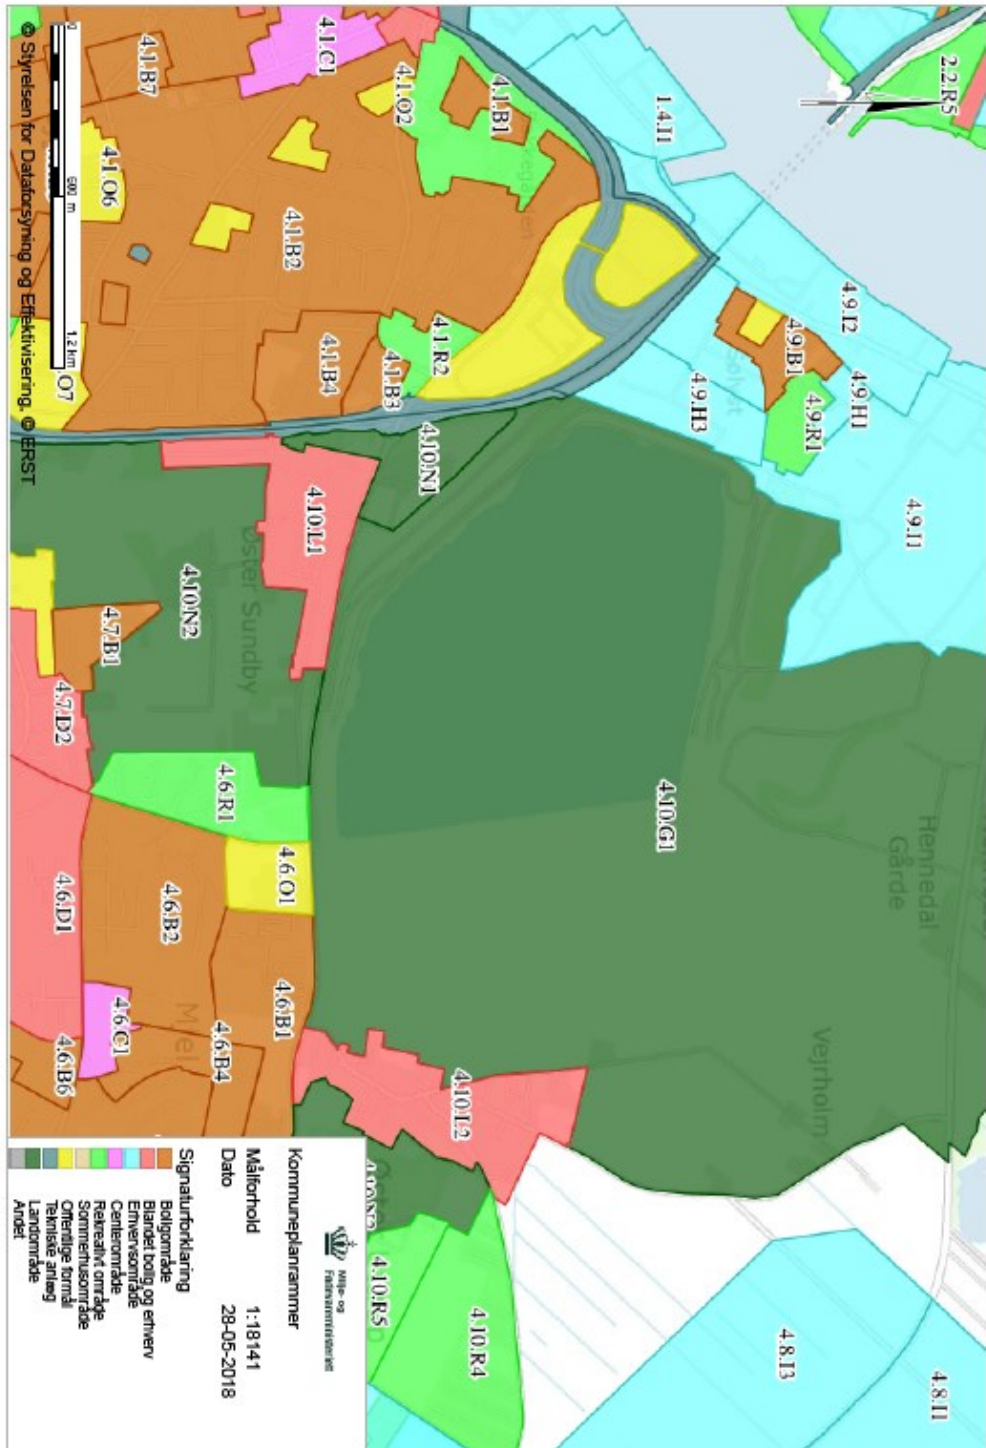 2.2.R5
1.4.I1
4.1.C1
4.1.B7
4.1.O2
4.1.B1
4.1.O6
4.1.B2
4.9.I2
4.9.B1
4.9.H1
4.9.R1
4.9.H3
4.9.I1
4.1.R2
4.1.B3
4.1.B4
O7
4.10.N1
4.10.L1
Øster Sundby
4.10.N2
4.7.B1
4.7.D2
4.6.R1
4.10.G1
Hennedal
Gårde
4.6.O1
4.6.B2
4.6.D1
4.6.B1
4.6.B4
4.6.C1
4.6.B6
Vejrholm
4.10.L2
4.10.N2
4.10.R5
4.10.R4
4.8.I3
4.8.I1
0
600 m
1.2 km
© Styrelsen for Dataforsyning og Effektivisering, © ERST
Miljø- og
Fødevareministeriet
Kommuneplanrammer
Målforhold 1:18141
Dato 28-05-2018
Signaturforklaring
Boligområde
Blandet bolig og erhverv
Erhvervsområde
Centerområde
Rekreativt område
Sommerhusområde
Offentlige formål
Tekniske anlæg
Landområde
Andet